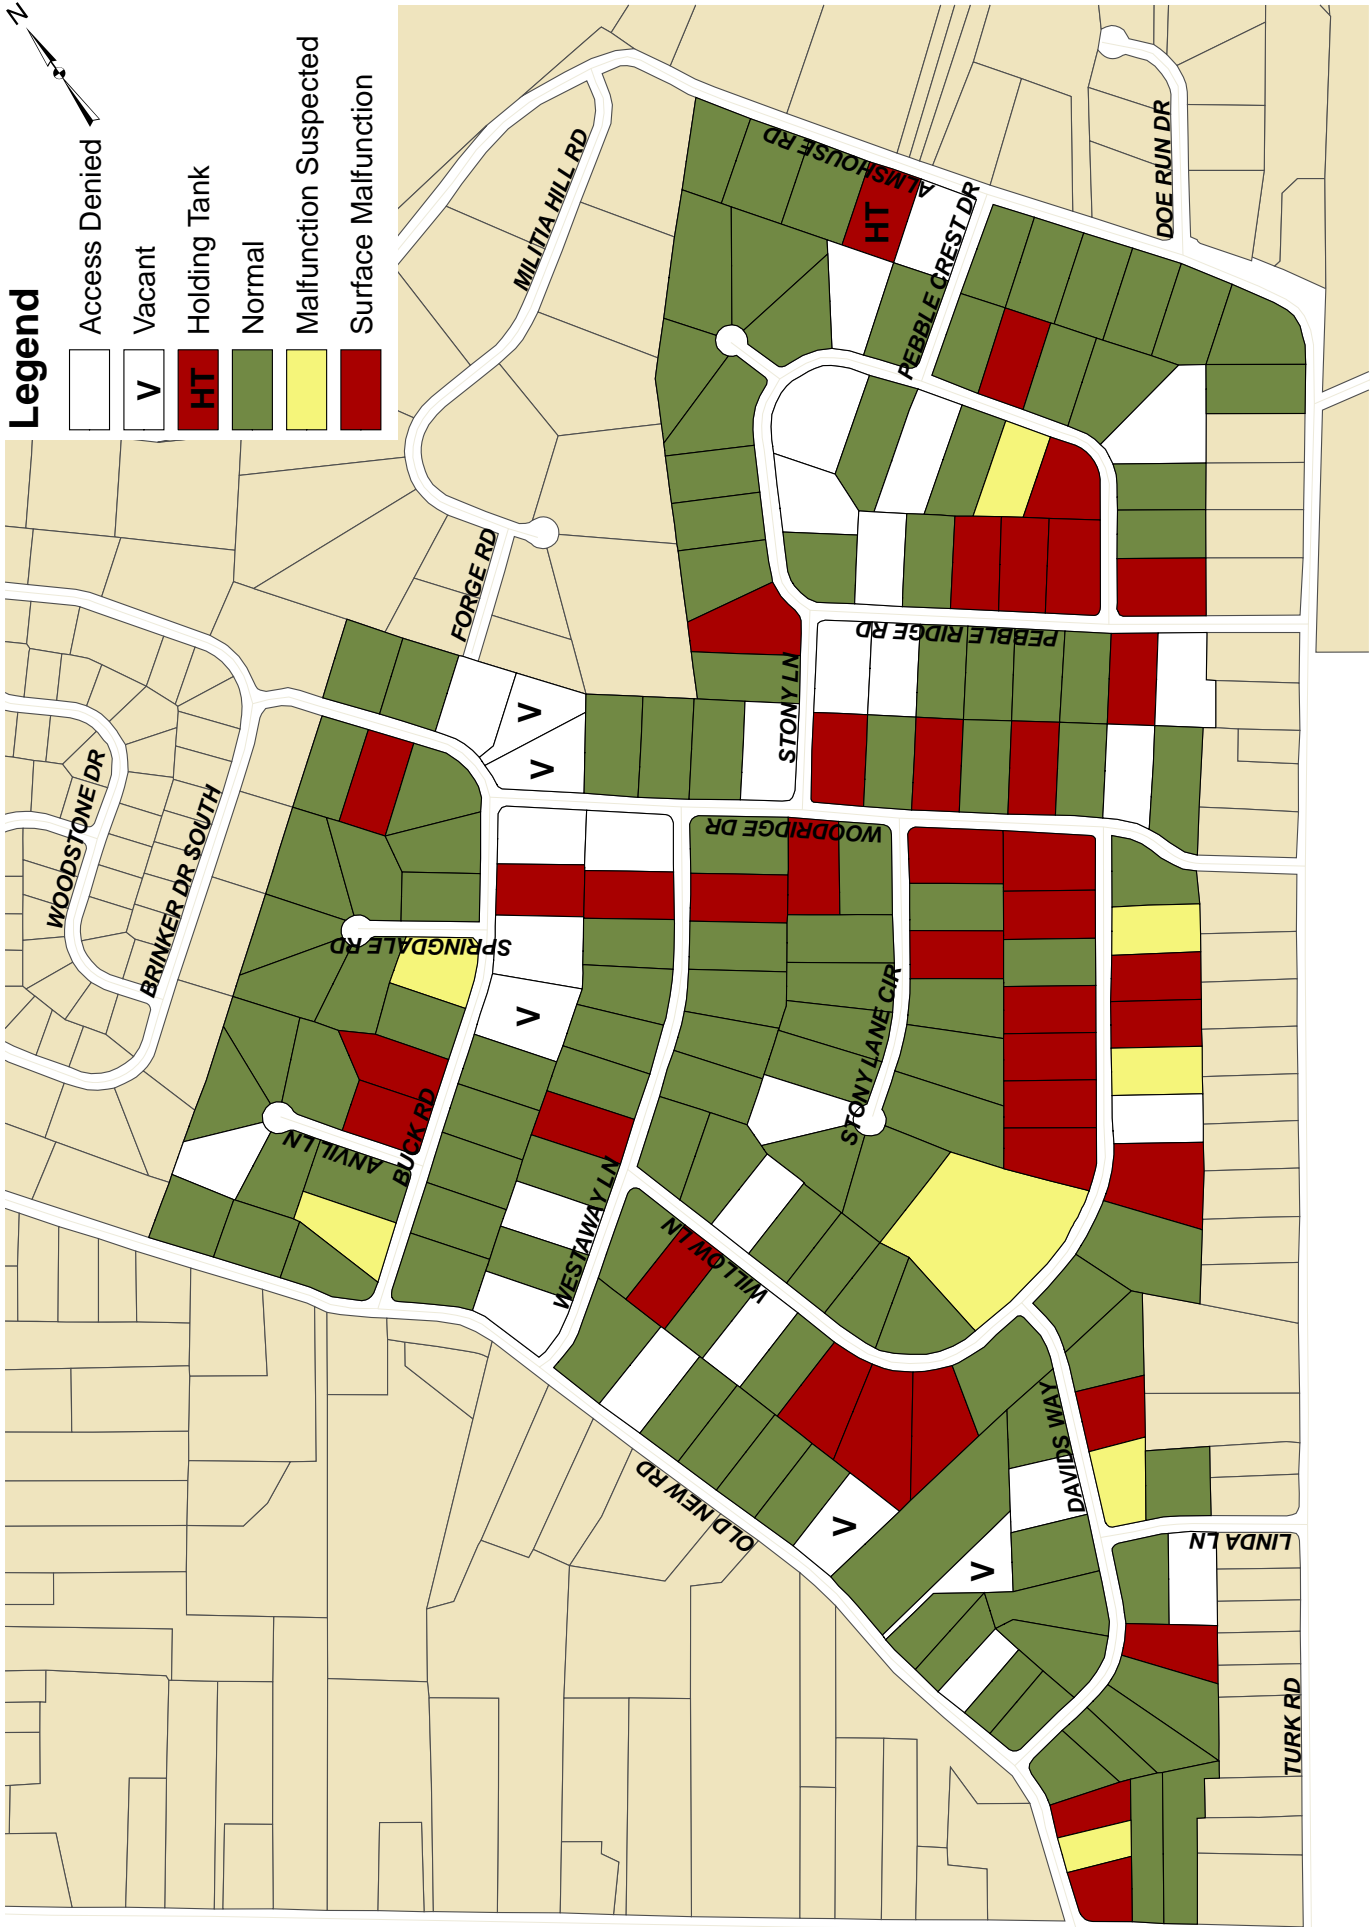 N
Legend
Access Denied
V Vacant
HT Holding Tank
Normal
Malfunction Suspected
Surface Malfunction
MILITIA HILL RD
ALMSHOUSE RD
HT
PEBBLE CREST DR
DOE RUN DR
FORGE RD
PEBBLE RIDGE RD
STONY LN
V
V
WOODRIDGE DR
WOODSTONE DR
BRINKER DR SOUTH
SPRINGDALE RD
V
STONY LANE CIR
BUCK RD
ANVIL LN
WESTAWAY LN
WILLOW LN
DAVIDS WAY
OLD NEW RD
V
V
LINDA LN
TURK RD